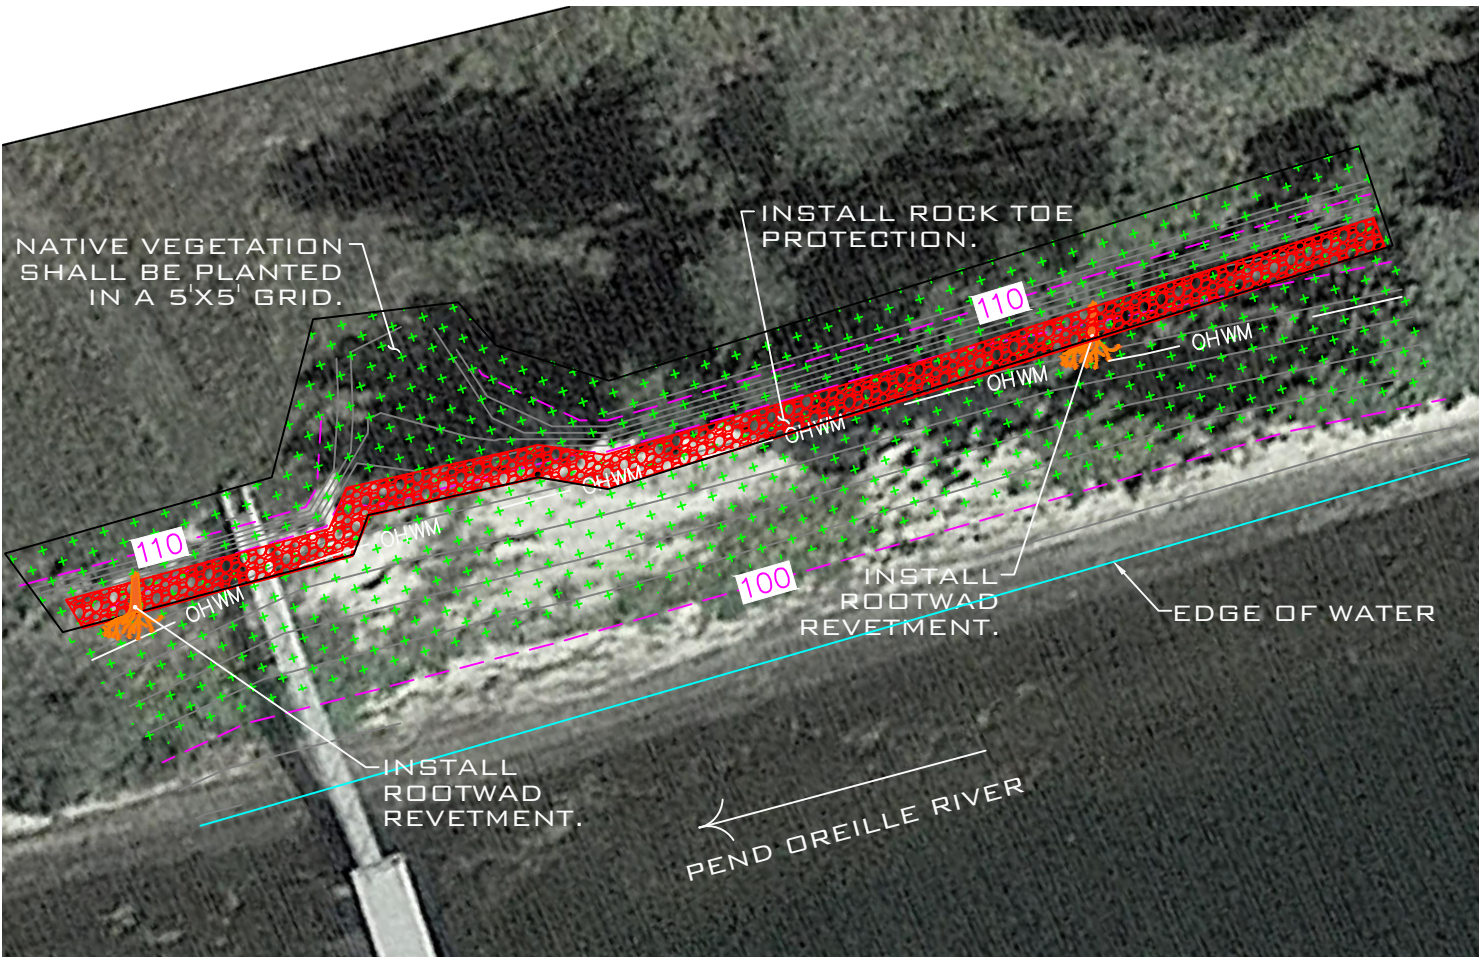 INSTALL ROCK TOE
PROTECTION.
NATIVE VEGETATION
SHALL BE PLANTED
IN A 5'X5' GRID.
110
OHWM
OHWM
OHWM
OHWM
OHWM
110
OHWM
100
INSTALL
ROOTWAD
REVETMENT.
EDGE OF WATER
INSTALL
ROOTWAD
REVETMENT.
PEND OREILLE RIVER